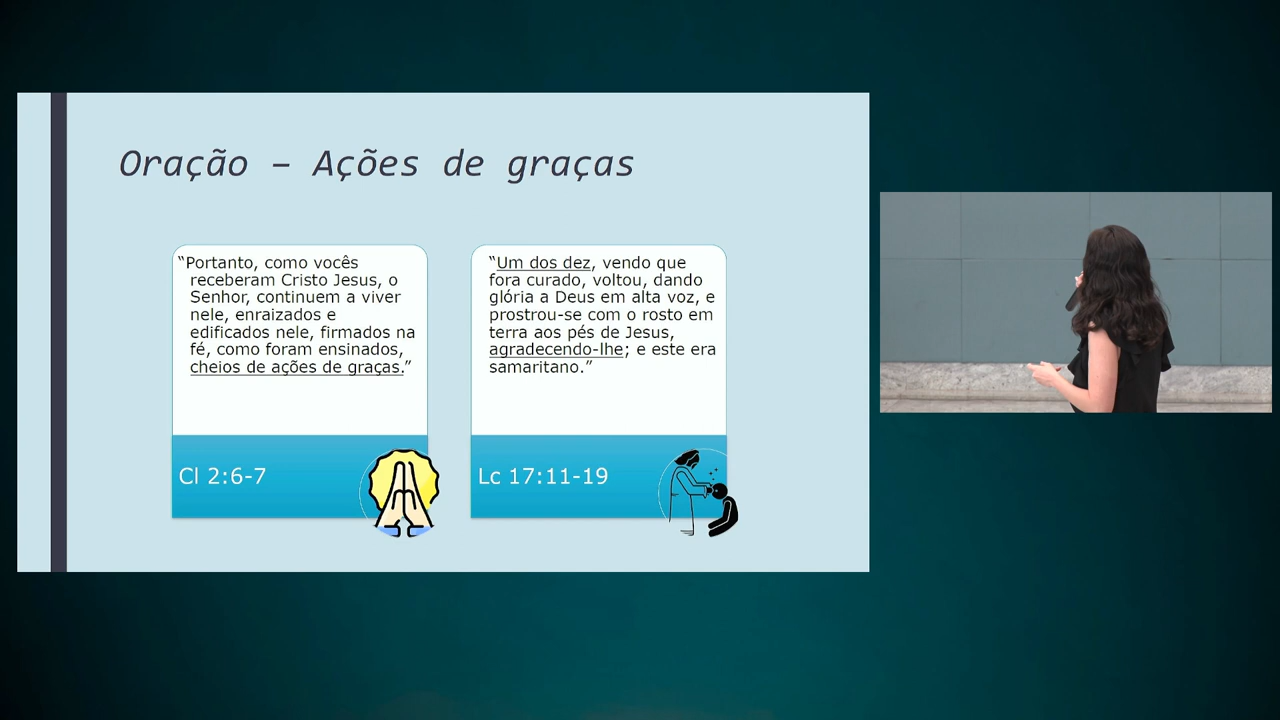 Oração – Ações de graças
“Portanto, como vocês
receberam Cristo Jesus, o
Senhor, continuem a viver
nele, enraizados e
edificados nele, firmados na
fé, como foram ensinados,
cheios de ações de graças.”
Cl 2:6-7
“Um dos dez, vendo que
fora curado, voltou, dando
glória a Deus em alta voz, e
prostrou-se com o rosto em
terra aos pés de Jesus,
agradecendo-lhe; e este era
samaritano.”
Lc 17:11-19